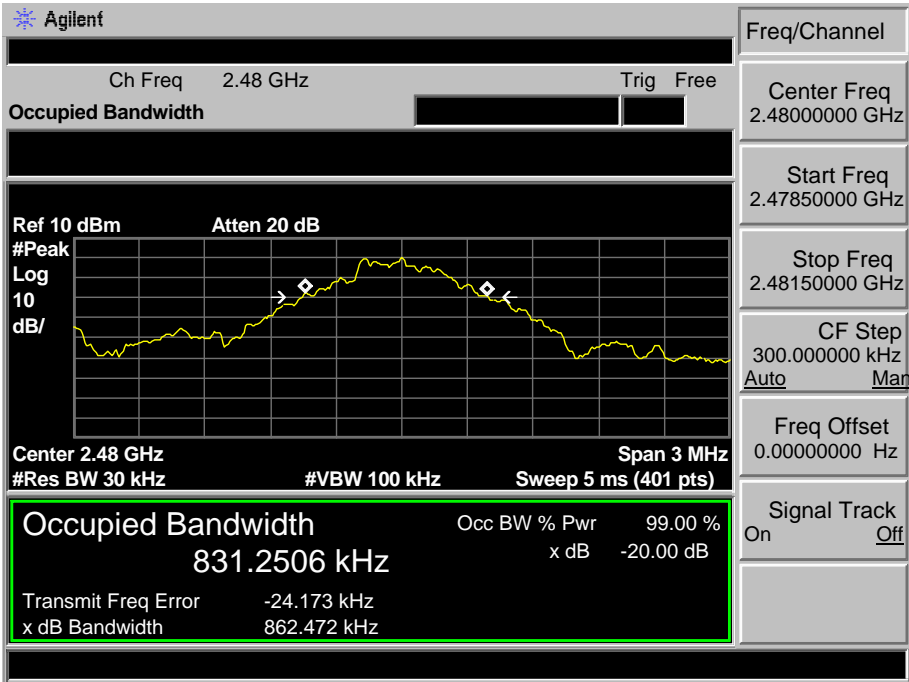 Agilent
Freq/Channel
Ch Freq 2.48 GHz Trig Free
Occupied Bandwidth
Center Freq
2.48000000 GHz
Start Freq
2.47850000 GHz
Stop Freq
2.48150000 GHz
CF Step
300.000000 kHz
Auto Man
Freq Offset
0.00000000 Hz
Signal Track
On Off
Ref 10 dBm Atten 20 dB
#Peak
Log
10
dB/
Center 2.48 GHz Span 3 MHz
#Res BW 30 kHz #VBW 100 kHz Sweep 5 ms (401 pts)
Occupied Bandwidth
831.2506 kHz
Occ BW % Pwr 99.00 %
x dB -20.00 dB
Transmit Freq Error -24.173 kHz
x dB Bandwidth 862.472 kHz